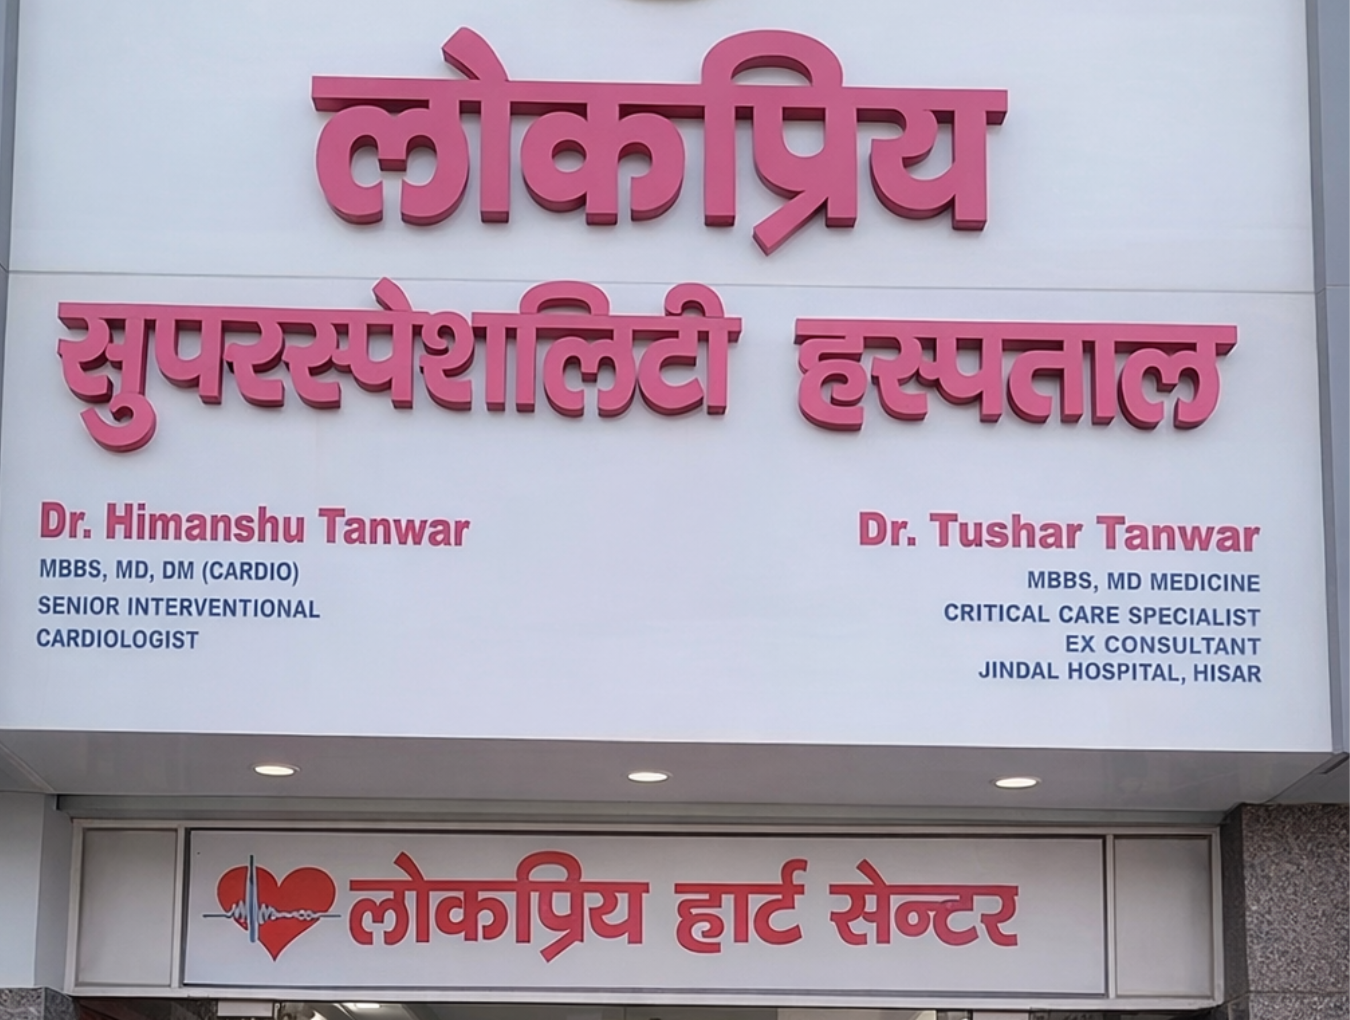 लोकप्रिय
सुपरस्पेशलिटी हस्पताल
Dr. Himanshu Tanwar
MBBS, MD, DM (CARDIO)
SENIOR INTERVENTIONAL
CARDIOLOGIST
Dr. Tushar Tanwar
MBBS, MD MEDICINE
CRITICAL CARE SPECIALIST
EX CONSULTANT
JINDAL HOSPITAL, HISAR
लोकप्रिय हार्ट सेन्टर